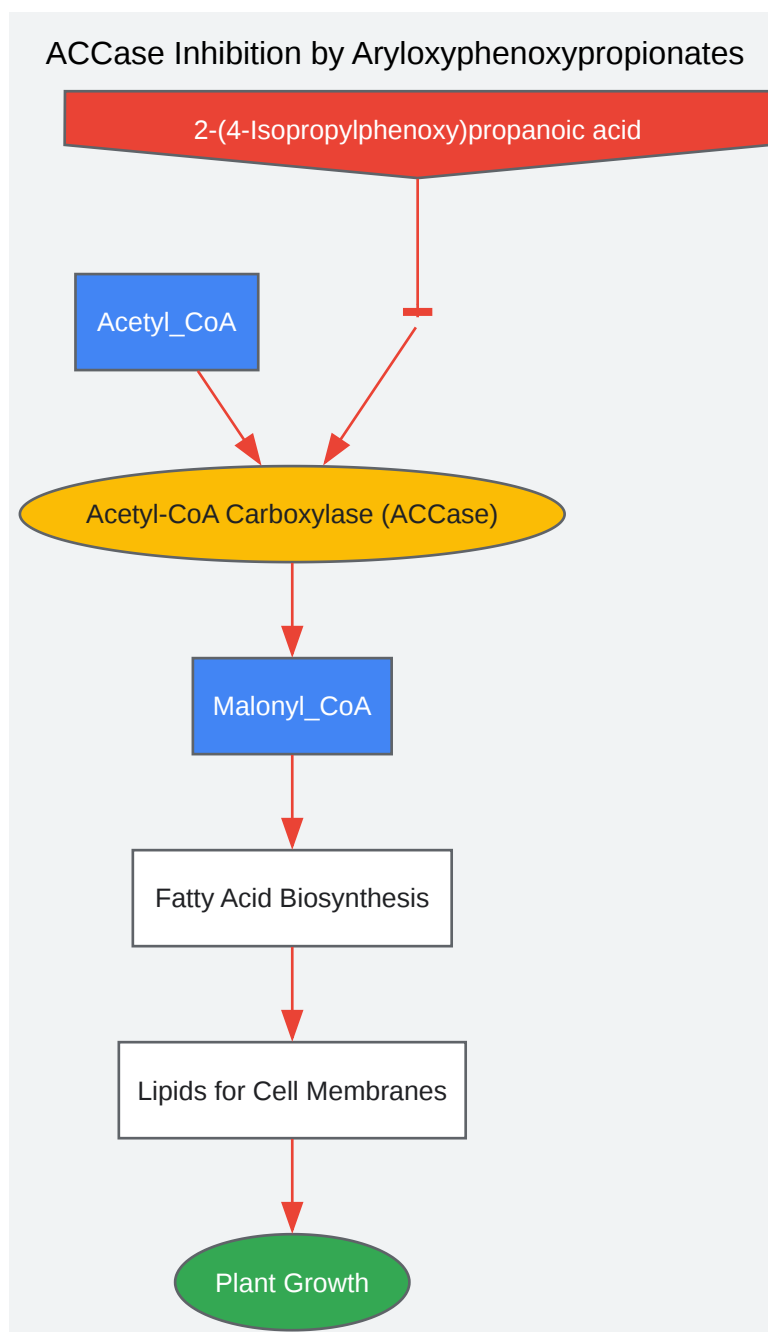 ACCase Inhibition by Aryloxyphenoxypropionates
2-(4-Isopropylphenoxy)propanoic acid
Acetyl_CoA
Acetyl-CoA Carboxylase (ACCase)
Malonyl_CoA
Fatty Acid Biosynthesis
Lipids for Cell Membranes
Plant Growth